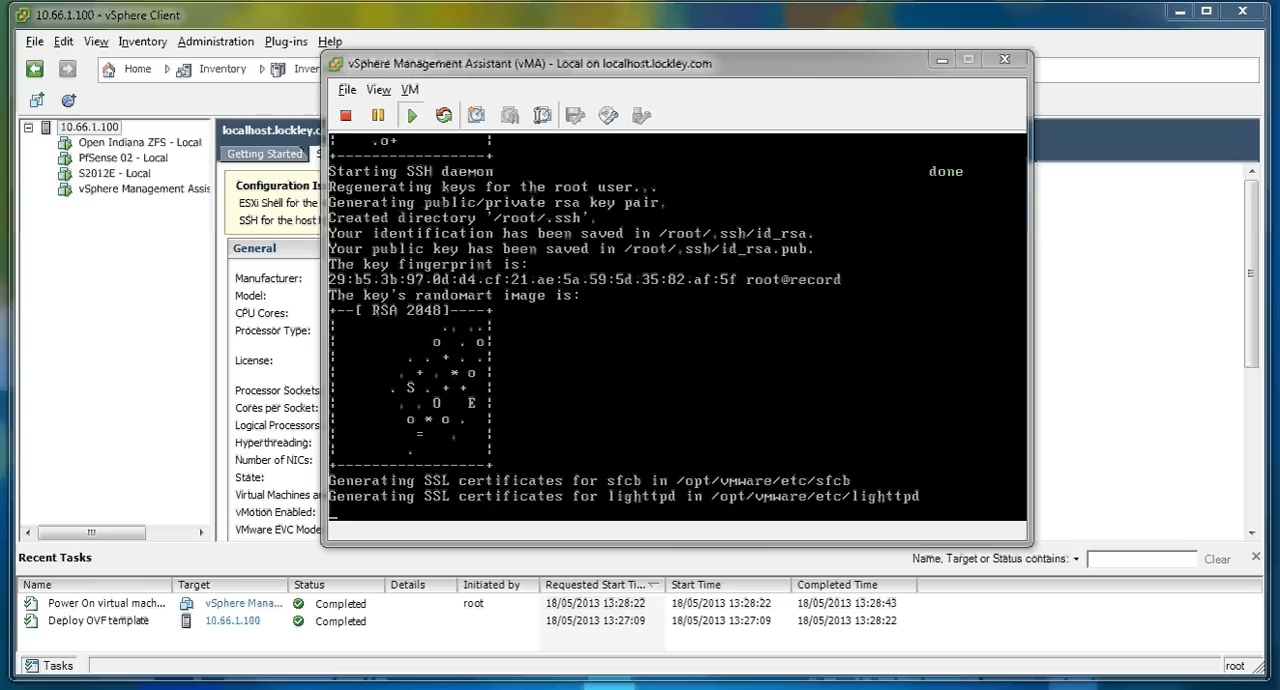 10.66.1.100 - vSphere Client
File Edit View Inventory Administration Plug-ins Help
Home Inventory Inver
vSphere Management Assistant (vMA) - Local on localhost.lockley.com
File View VM
10.66.1.100
Open Indiana ZFS - Local
PfSense 02 - Local
S2012E - Local
vSphere Management Assis
localhost.lockley.c
Getting Started S
Configuration Is
ESXi Shell for the
SSH for the host
General
Manufacturer:
Model:
CPU Cores:
Processor Type:
License:
Processor Sockets
Cores per Socket:
Logical Processors
Hyperthreading:
Number of NICs:
State:
Virtual Machines a
vMotion Enabled:
VMware EVC Mode
.o+ |
+-----------------+
Starting SSH daemon done
Regenerating keys for the root user...
Generating public/private rsa key pair.
Created directory '/root/.ssh'.
Your identification has been saved in /root/.ssh/id_rsa.
Your public key has been saved in /root/.ssh/id_rsa.pub.
The key fingerprint is:
29:b5:3b:97:0d:d4:cf:21:ae:5a:59:5d:35:82:af:5f root@record
The key's randomart image is:
+--[ RSA 2048]----+
| .. ..|
| o . o|
| . . + . .|
| . + . * o |
| . S . + + |
| . . O E |
| o * o . |
| = . |
| . |
+-----------------+
Generating SSL certificates for sfcb in /opt/vmware/etc/sfcb
Generating SSL certificates for lighttpd in /opt/vmware/etc/lighttpd
_
Recent Tasks
Name, Target or Status contains: Clear
Name Target Status Details Initiated by Requested Start Ti... Start Time Completed Time
Power On virtual mach... vSphere Mana... Completed root 18/05/2013 13:28:22 18/05/2013 13:28:22 18/05/2013 13:28:43
Deploy OVF template 10.66.1.100 Completed 18/05/2013 13:27:09 18/05/2013 13:27:09 18/05/2013 13:28:22
Tasks root